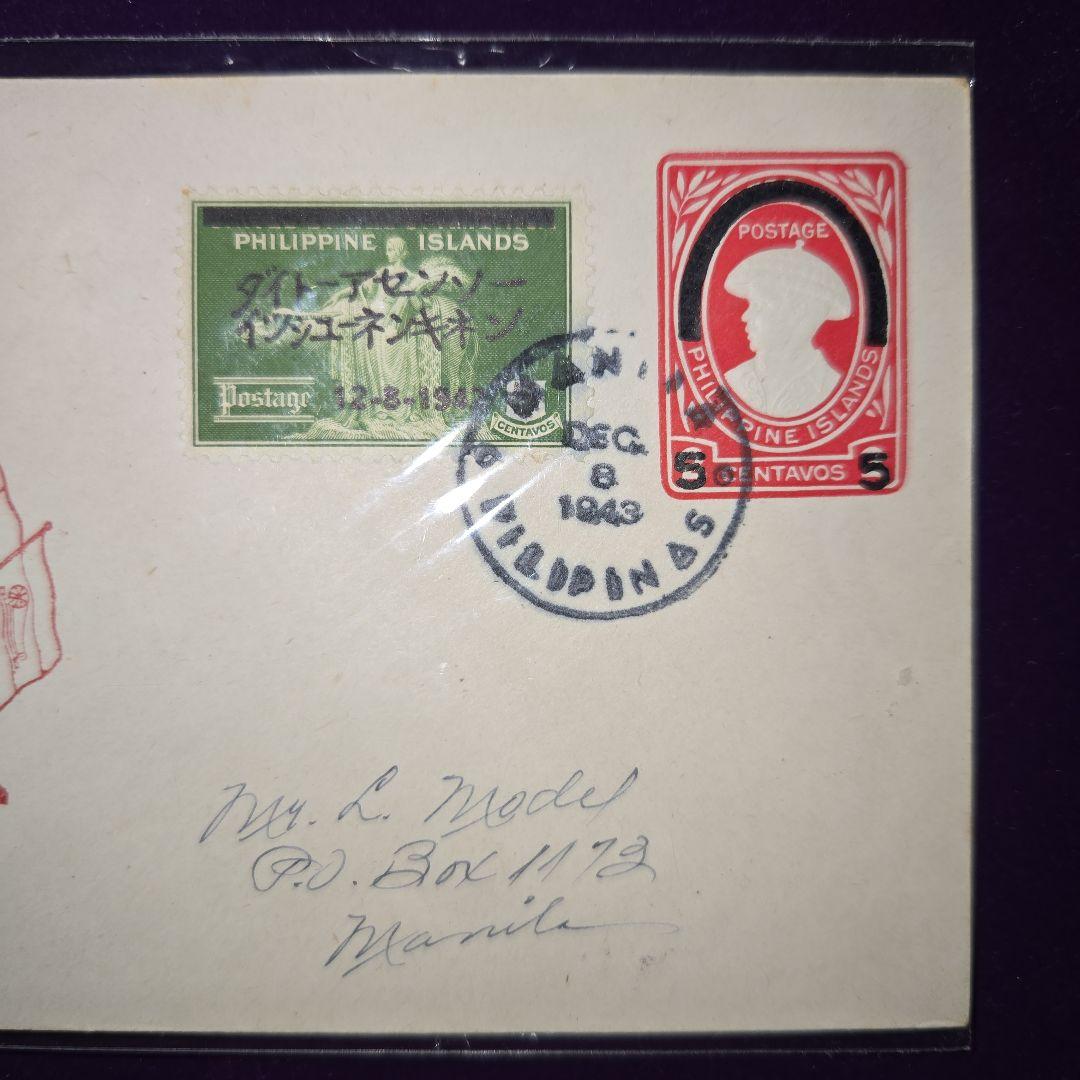 PHILIPPINE ISLANDS
ダイトーアセンソー
イッシューネンキネン
Postage
12-8-194
CENTAVOS
POSTAGE
PHILIPPINE ISLANDS
5 CENTAVOS 5
MANILA
DEC.
8
1943
PILIPINAS
Mr. L. Model
P.O. Box 1173
Manila